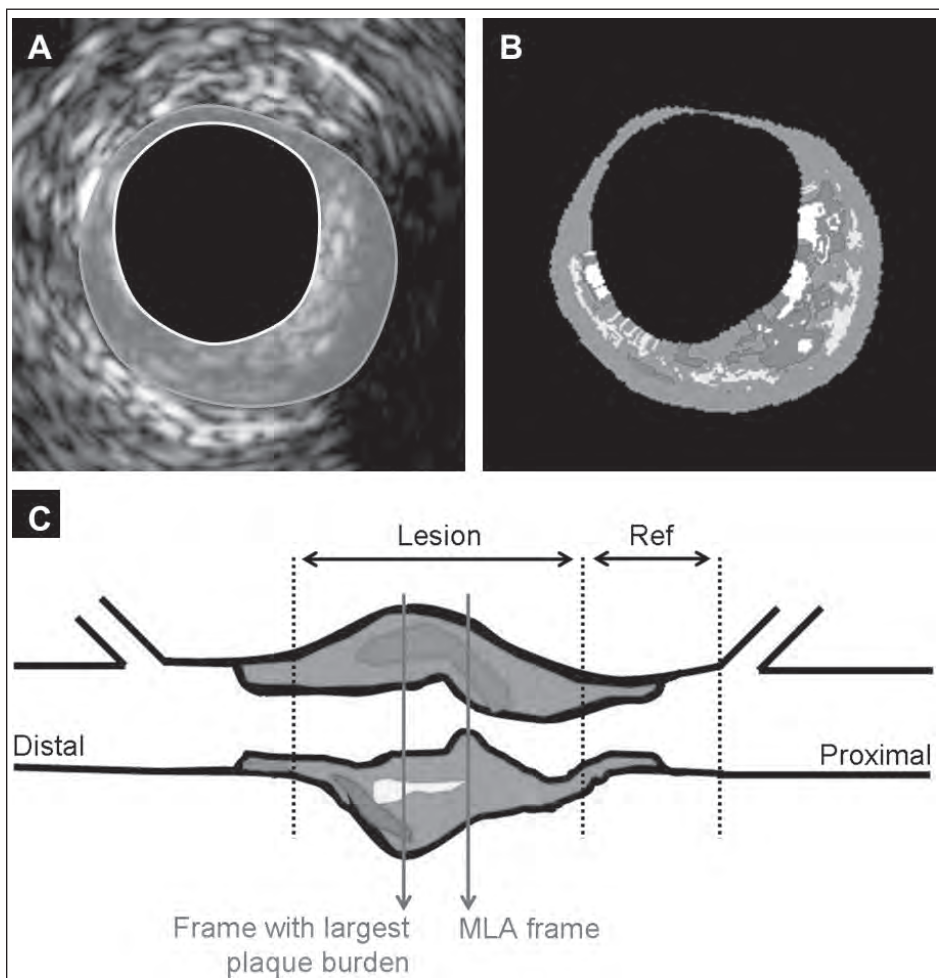 A
B
C
Lesion
Ref
Distal
Proximal
Frame with largest
plaque burden
MLA frame